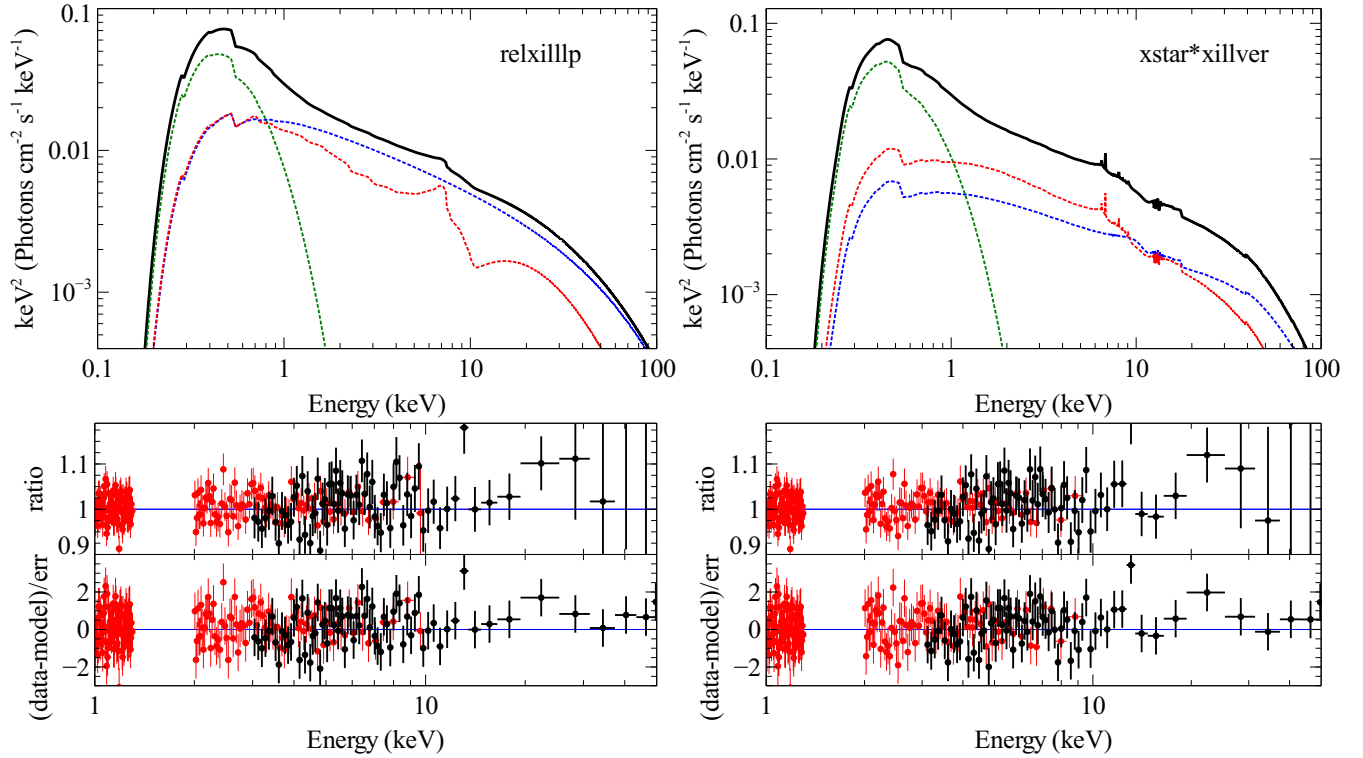 0.1
0.01
10⁻³
keV² (Photons cm⁻² s⁻¹ keV⁻¹)
relxilllp
0.1 1 10 100
Energy (keV)
0.1
0.01
10⁻³
keV² (Photons cm⁻² s⁻¹ keV⁻¹)
xstar*xillver
0.1 1 10 100
Energy (keV)
1.1
1
0.9
ratio
2
0
−2
(data-model)/err
1 10
Energy (keV)
1.1
1
0.9
ratio
2
0
−2
(data-model)/err
1 10
Energy (keV)